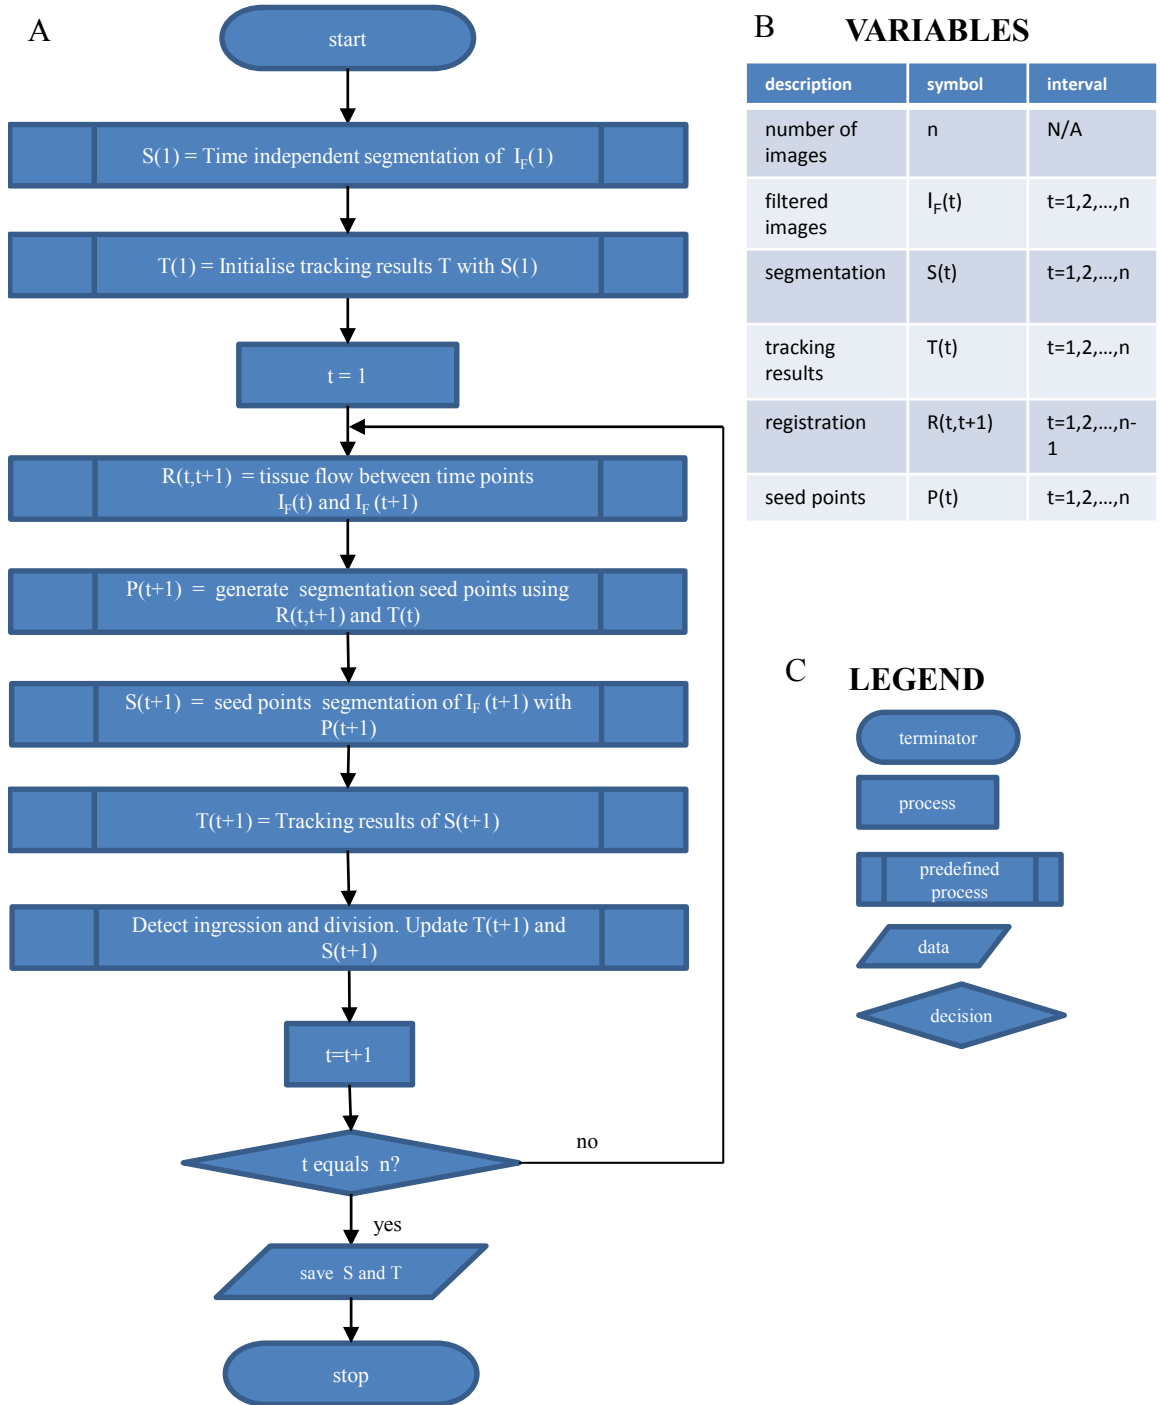 A
start
S(1) = Time independent segmentation of I_F(1)
T(1) = Initialise tracking results T with S(1)
t = 1
R(t,t+1) = tissue flow between time points
I_F(t) and I_F (t+1)
P(t+1) = generate segmentation seed points using
R(t,t+1) and T(t)
S(t+1) = seed points segmentation of I_F (t+1) with
P(t+1)
T(t+1) = Tracking results of S(t+1)
Detect ingression and division. Update T(t+1) and
S(t+1)
t=t+1
t equals n?
no
yes
save S and T
stop
B VARIABLES
description symbol interval
number of
images n N/A
filtered
images I_F(t) t=1,2,...,n
segmentation S(t) t=1,2,...,n
tracking
results T(t) t=1,2,...,n
registration R(t,t+1) t=1,2,...,n-
1
seed points P(t) t=1,2,...,n
C LEGEND
terminator
process
predefined
process
data
decision